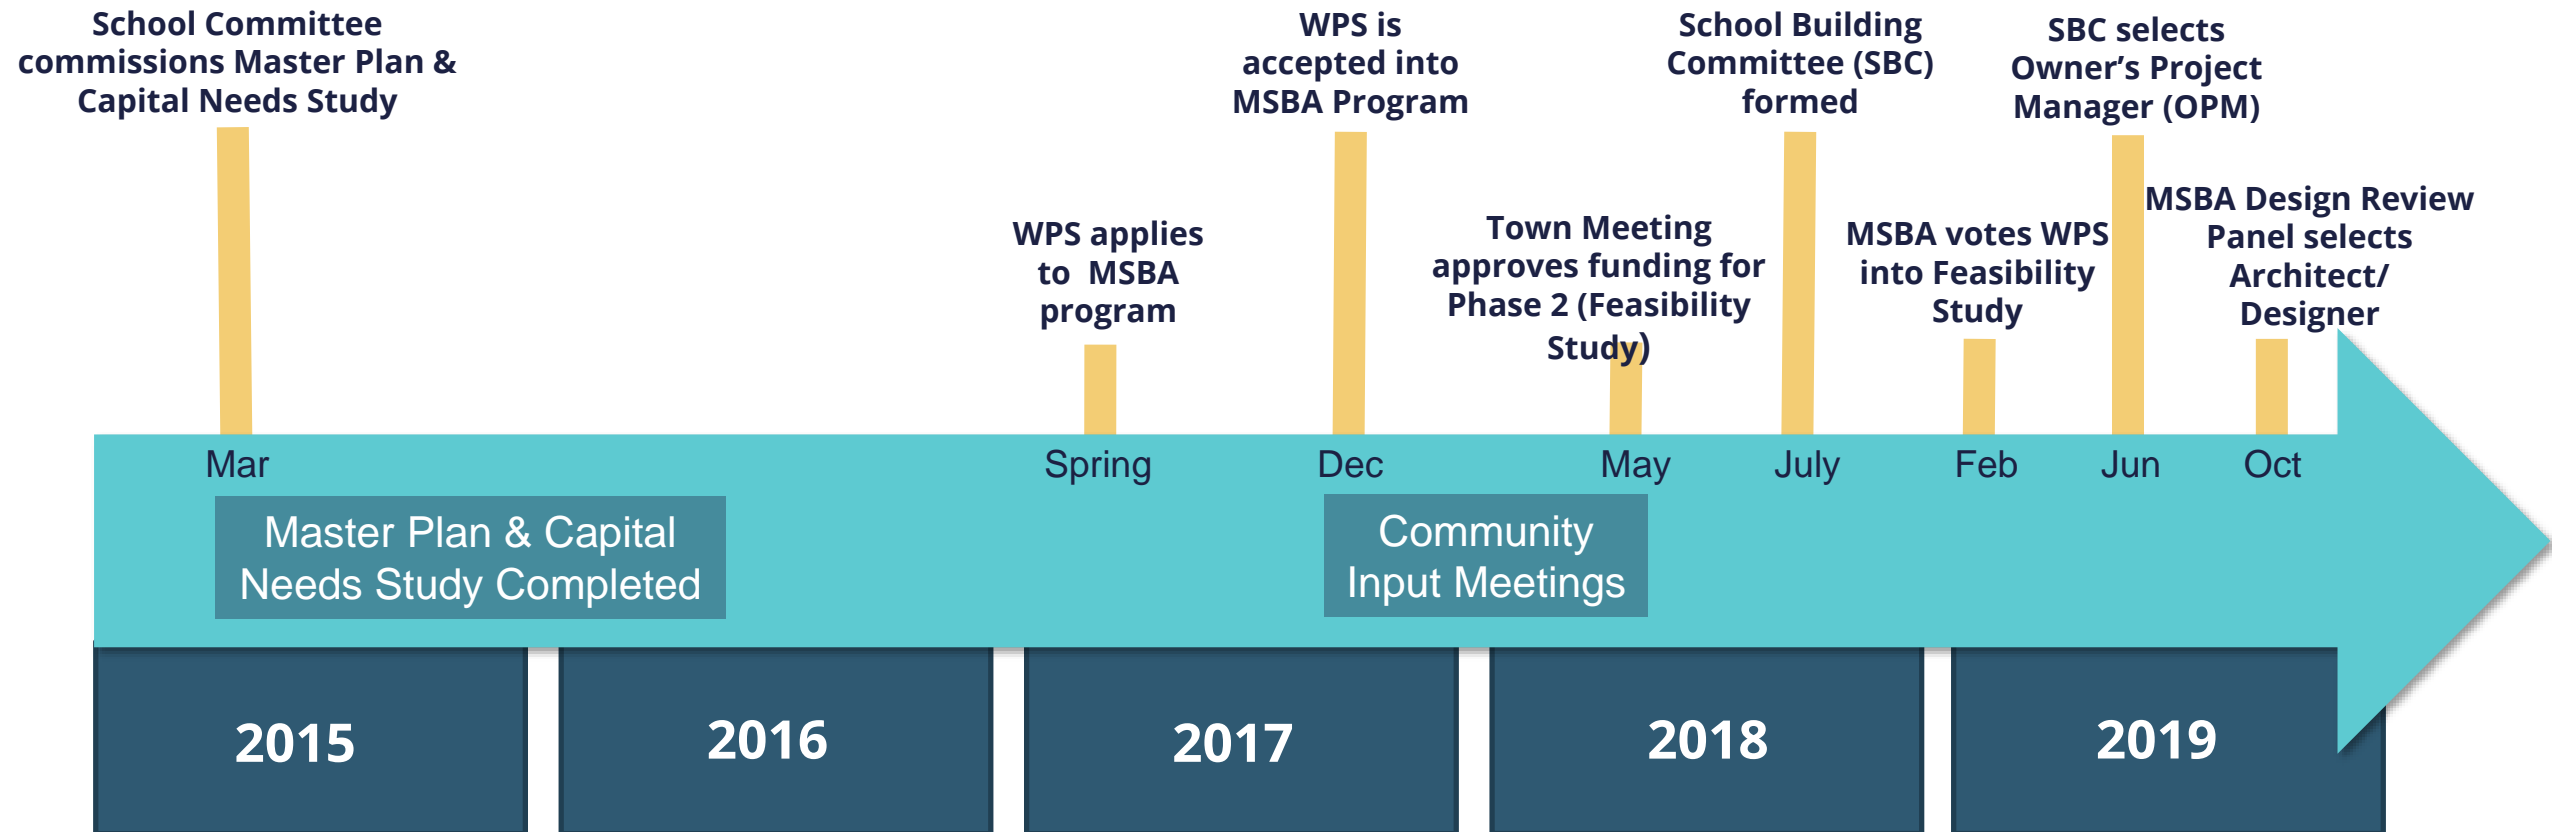 School Committee
commissions Master Plan &
Capital Needs Study
WPS applies
to  MSBA
program
WPS is
accepted into
MSBA Program
Town Meeting
approves funding for
Phase 2 (Feasibility
Study)
School Building
Committee (SBC)
formed
MSBA votes WPS
into Feasibility
Study
SBC selects
Owner’s Project
Manager (OPM)
MSBA Design Review
Panel selects
Architect/
Designer
Mar
Spring
Dec
May
July
Feb
Jun
Oct
Master Plan & Capital
Needs Study Completed
Community
Input Meetings
2015
2016
2017
2018
2019